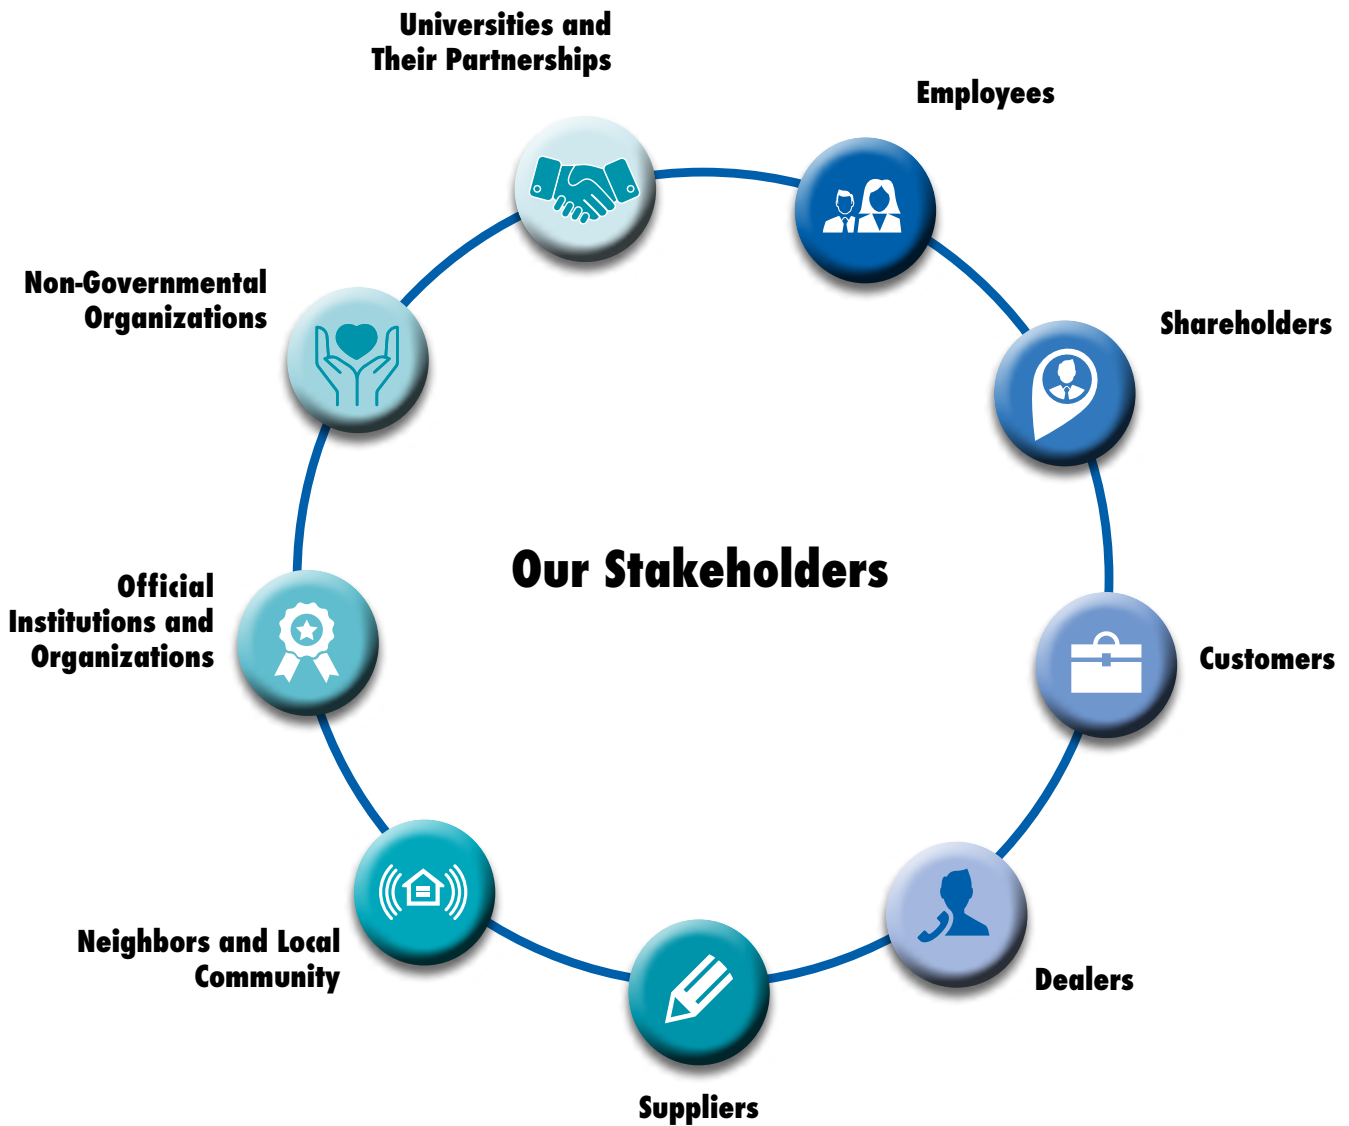 Universities and
Their Partnerships
Employees
Non-Governmental
Organizations
Shareholders
Our Stakeholders
Official
Institutions and
Organizations
Customers
Neighbors and Local
Community
Dealers
Suppliers